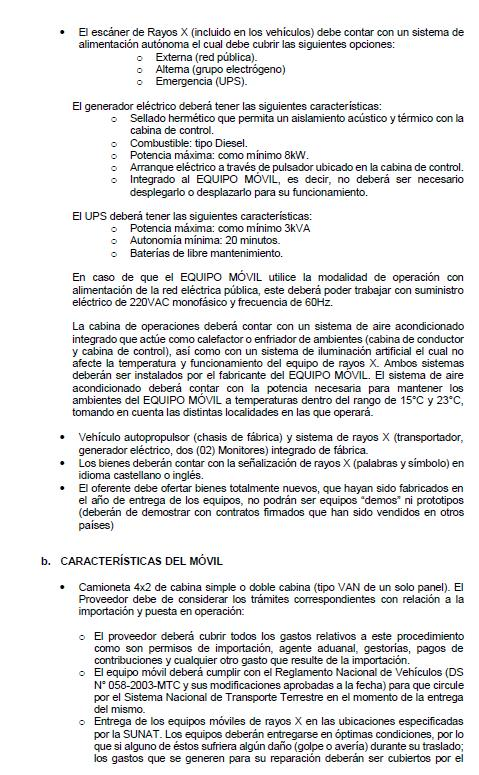 • El escáner de Rayos X (incluido en los vehículos) debe contar con un sistema de
alimentación autónoma el cual debe cubrir las siguientes opciones:
o Externa (red pública).
o Alterna (grupo electrógeno)
o Emergencia (UPS).
El generador eléctrico deberá tener las siguientes características:
o Sellado hermético que permita un aislamiento acústico y térmico con la
cabina de control.
o Combustible: tipo Diesel.
o Potencia máxima: como mínimo 8kW.
o Arranque eléctrico a través de pulsador ubicado en la cabina de control.
o Integrado al EQUIPO MÓVIL, es decir, no deberá ser necesario
desplegarlo o desplazarlo para su funcionamiento.
El UPS deberá tener las siguientes características:
o Potencia máxima: como mínimo 3kVA
o Autonomía mínima: 20 minutos.
o Baterías de libre mantenimiento.
En caso de que el EQUIPO MÓVIL utilice la modalidad de operación con
alimentación de la red eléctrica pública, este deberá poder trabajar con suministro
eléctrico de 220VAC monofásico y frecuencia de 60Hz.
La cabina de operaciones deberá contar con un sistema de aire acondicionado
integrado que actúe como calefactor o enfriador de ambientes (cabina de conductor
y cabina de control), así como con un sistema de iluminación artificial el cual no
afecte la temperatura y funcionamiento del equipo de rayos X. Ambos sistemas
deberán ser instalados por el fabricante del EQUIPO MÓVIL. El sistema de aire
acondicionado deberá contar con la potencia necesaria para mantener los
ambientes del EQUIPO MÓVIL a temperaturas dentro del rango de 15°C y 23°C,
tomando en cuenta las distintas localidades en las que operará.
• Vehículo autopropulsor (chasis de fábrica) y sistema de rayos X (transportador,
generador eléctrico, dos (02) Monitores) integrado de fábrica.
• Los bienes deberán contar con la señalización de rayos X (palabras y símbolo) en
idioma castellano o inglés.
• El oferente debe ofertar bienes totalmente nuevos, que hayan sido fabricados en
el año de entrega de los equipos, no podrán ser equipos “demos” ni prototipos
(deberán de demostrar con contratos firmados que han sido vendidos en otros
países)
b. CARACTERÍSTICAS DEL MÓVIL
• Camioneta 4x2 de cabina simple o doble cabina (tipo VAN de un solo panel). El
Proveedor debe de considerar los trámites correspondientes con relación a la
importación y puesta en operación:
o El proveedor deberá cubrir todos los gastos relativos a este procedimiento
como son permisos de importación, agente aduanal, gestorías, pagos de
contribuciones y cualquier otro gasto que resulte de la importación.
o El equipo móvil deberá cumplir con el Reglamento Nacional de Vehículos (DS
N° 058-2003-MTC y sus modificaciones aprobadas a la fecha) para que circule
por el Sistema Nacional de Transporte Terrestre en el momento de la entrega
del mismo.
o Entrega de los equipos móviles de rayos X en las ubicaciones especificadas
por la SUNAT. Los equipos deberán entregarse en óptimas condiciones, por lo
que si alguno de éstos sufriera algún daño (golpe o avería) durante su traslado;
los gastos que se generen para su reparación deberán ser cubiertos por el